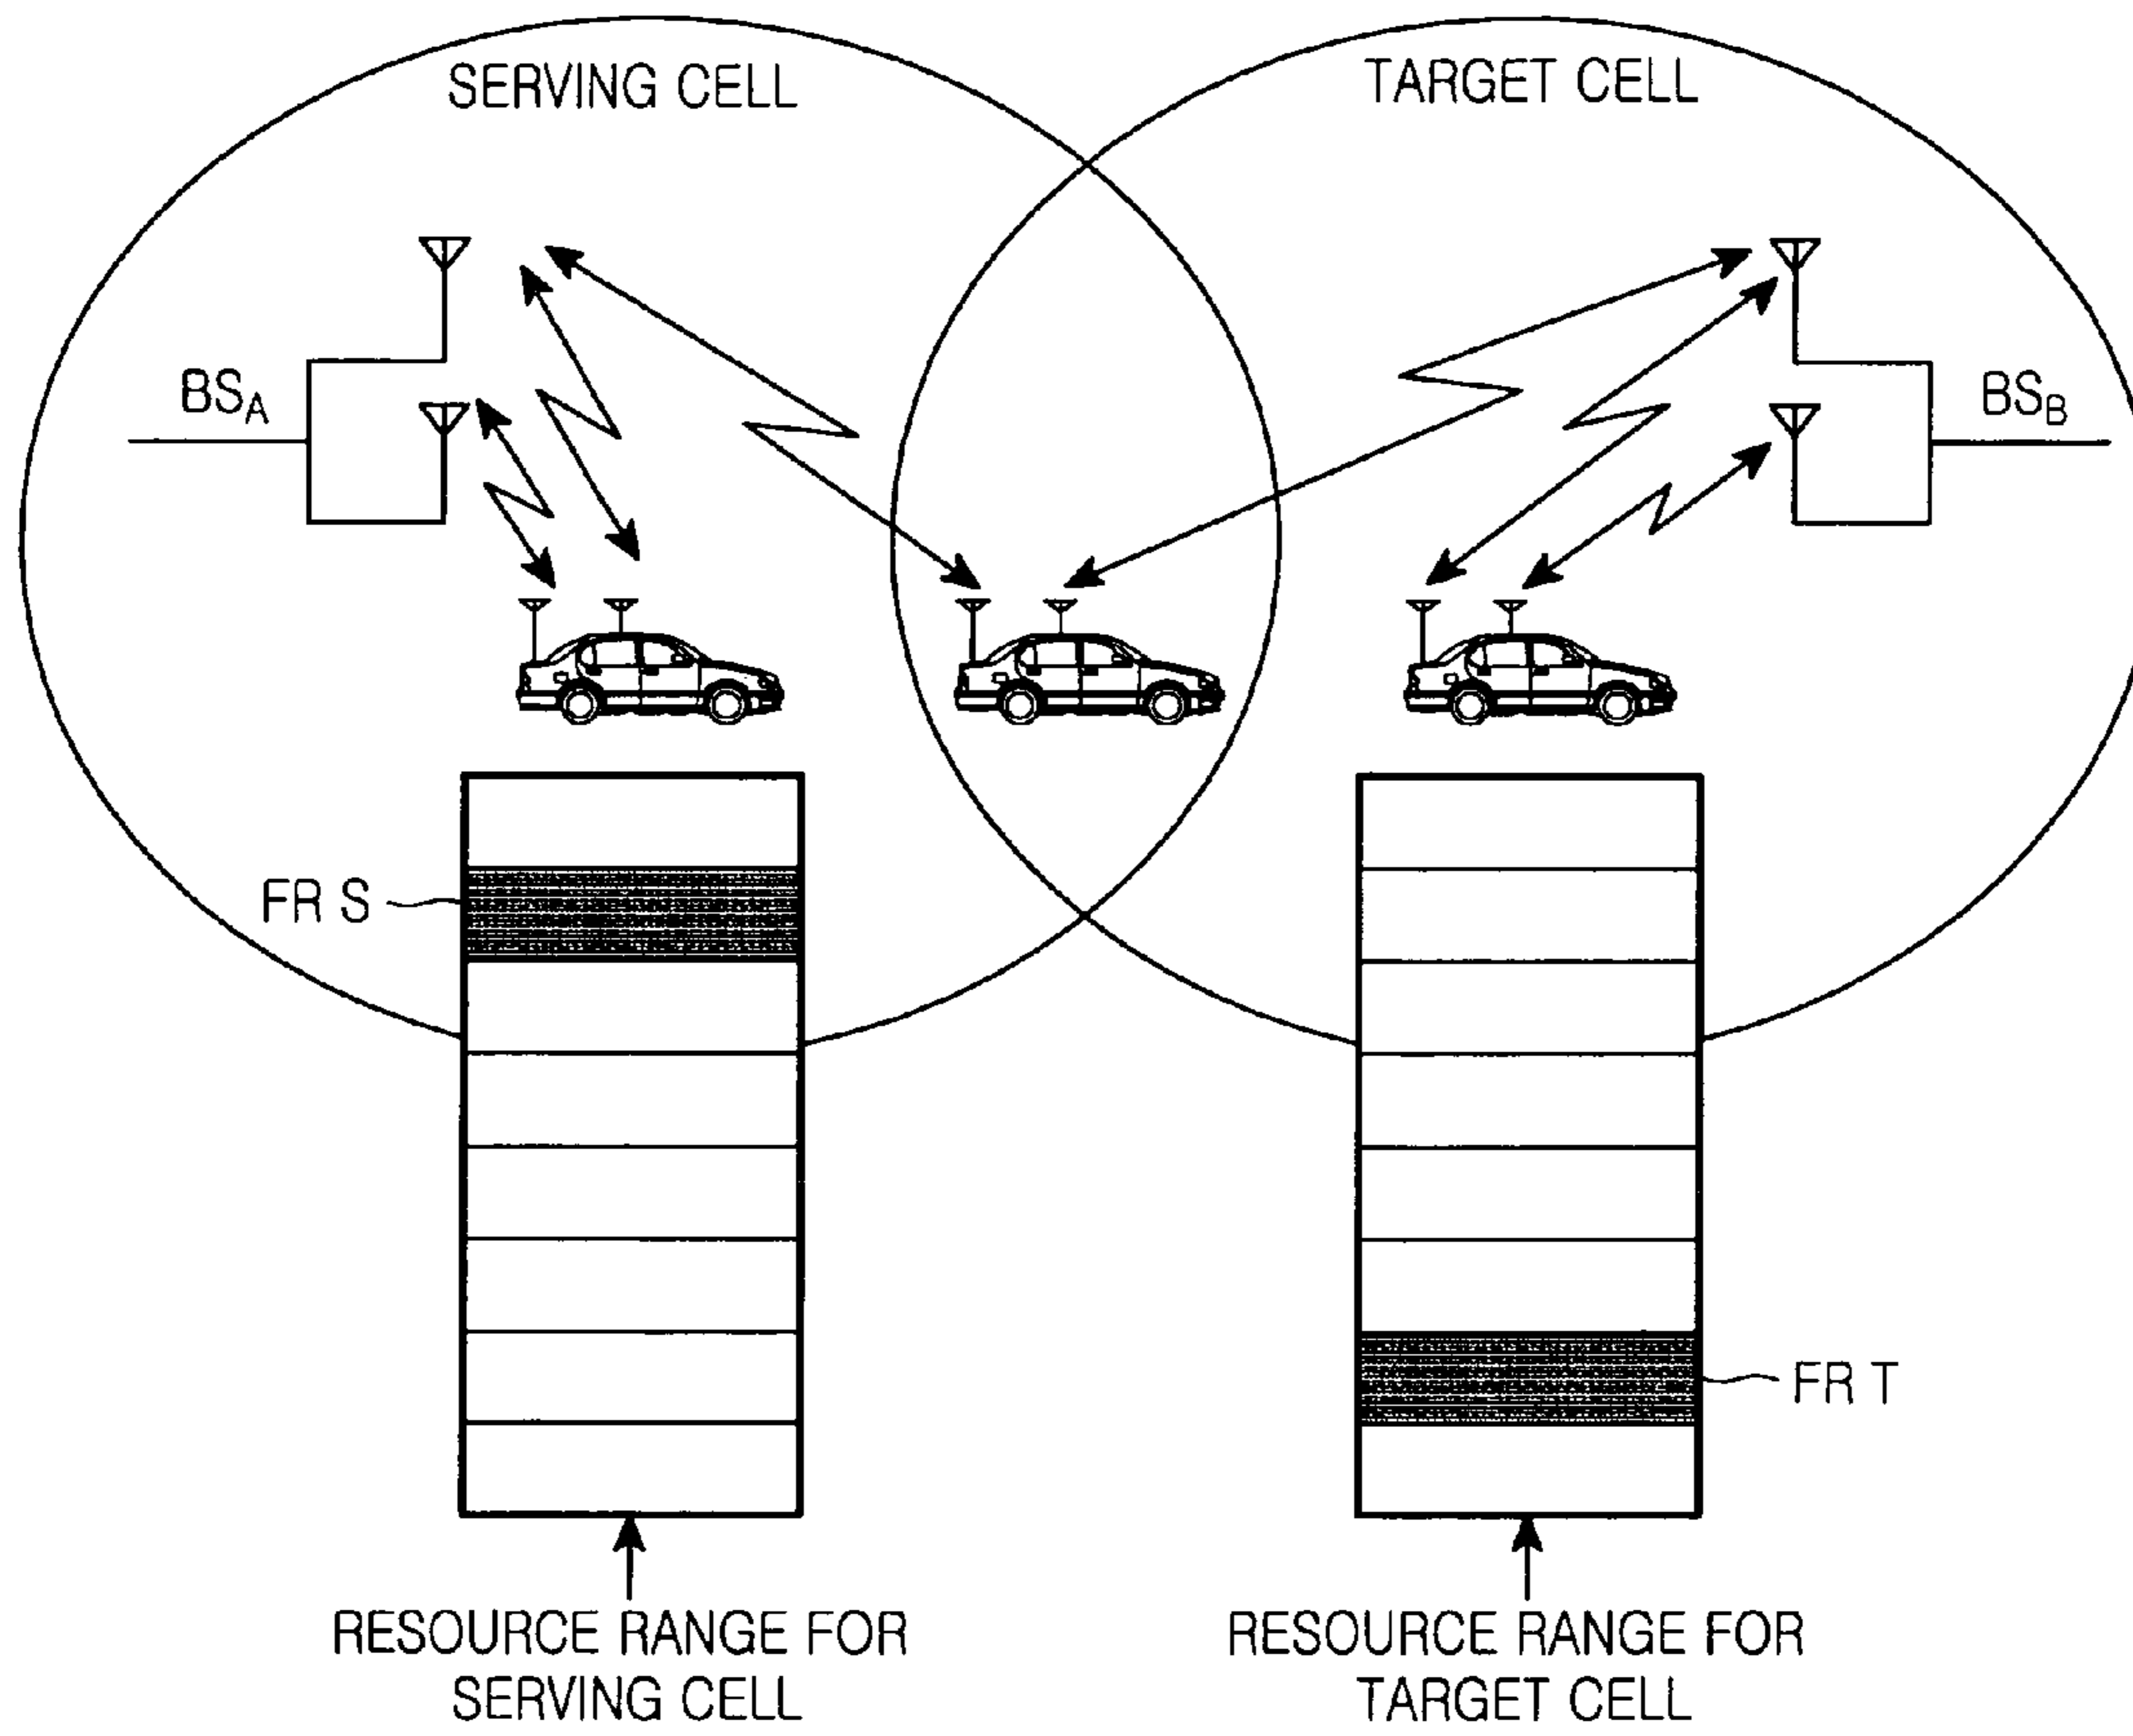 SERVING CELL
TARGET CELL
BSA
BSB
FR S
FR T
RESOURCE RANGE FOR
SERVING CELL
RESOURCE RANGE FOR
TARGET CELL